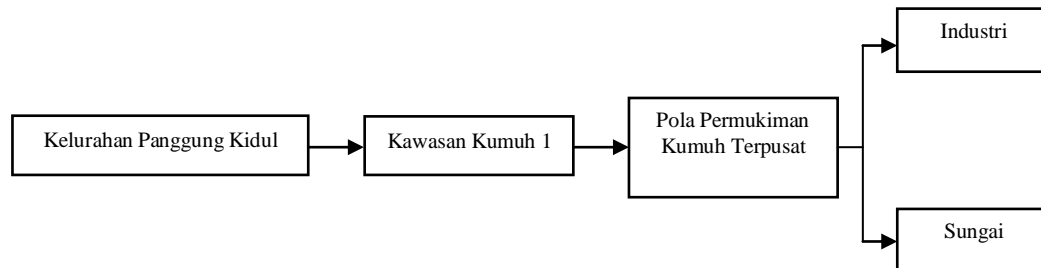 Kelurahan Panggung Kidul
Kawasan Kumuh 1
Pola Permukiman
Kumuh Terpusat
Industri
Sungai